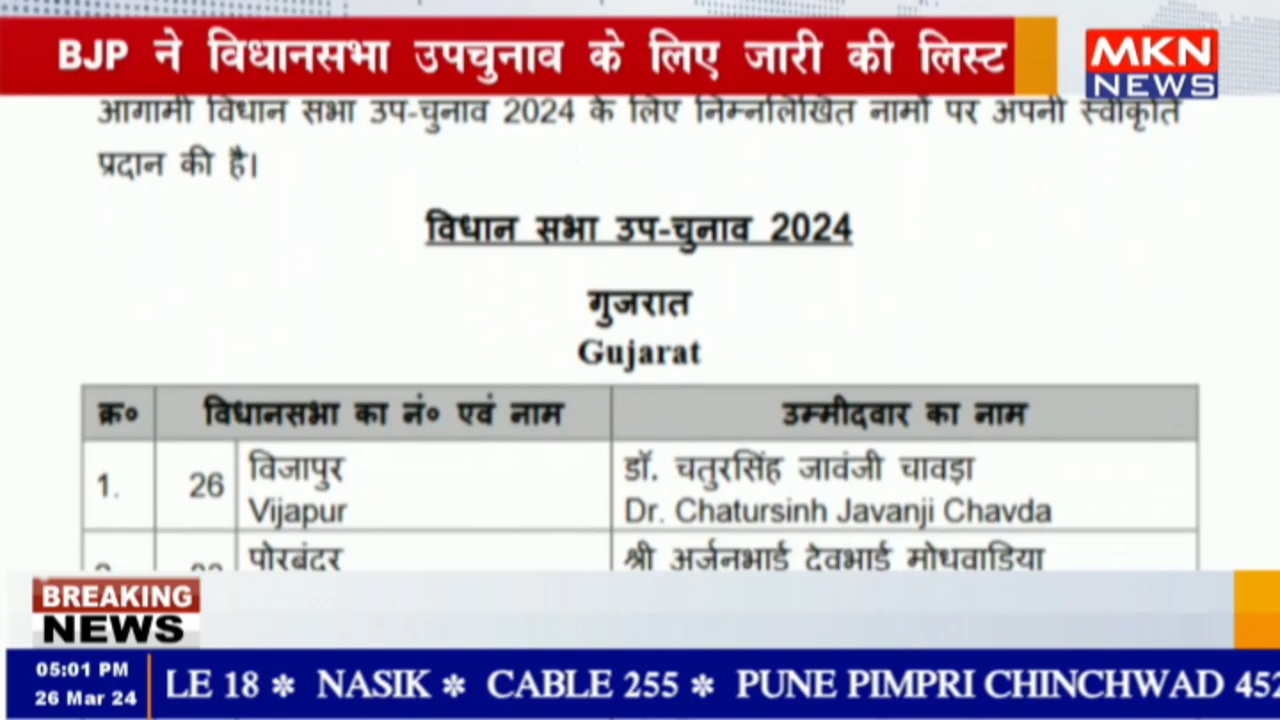 BJP ने विधानसभा उपचुनाव के लिए जारी की लिस्ट
MKN
NEWS
आगामी विधान सभा उप-चुनाव 2024 के लिए निम्नलिखित नामों पर अपनी स्वीकृति
प्रदान की है।
विधान सभा उप-चुनाव 2024
गुजरात
Gujarat
क्र० विधानसभा का नं० एवं नाम उम्मीदवार का नाम
1. 26 विजापुर डॉ. चतुरसिंह जावंजी चावड़ा
Vijapur Dr. Chatursinh Javanji Chavda
पोरबंदर श्री अर्जनभाई देवभाई मोधवाडिया
BREAKING
NEWS
05:01 PM
26 Mar 24
LE 18 * NASIK * CABLE 255 * PUNE PIMPRI CHINCHWAD 452